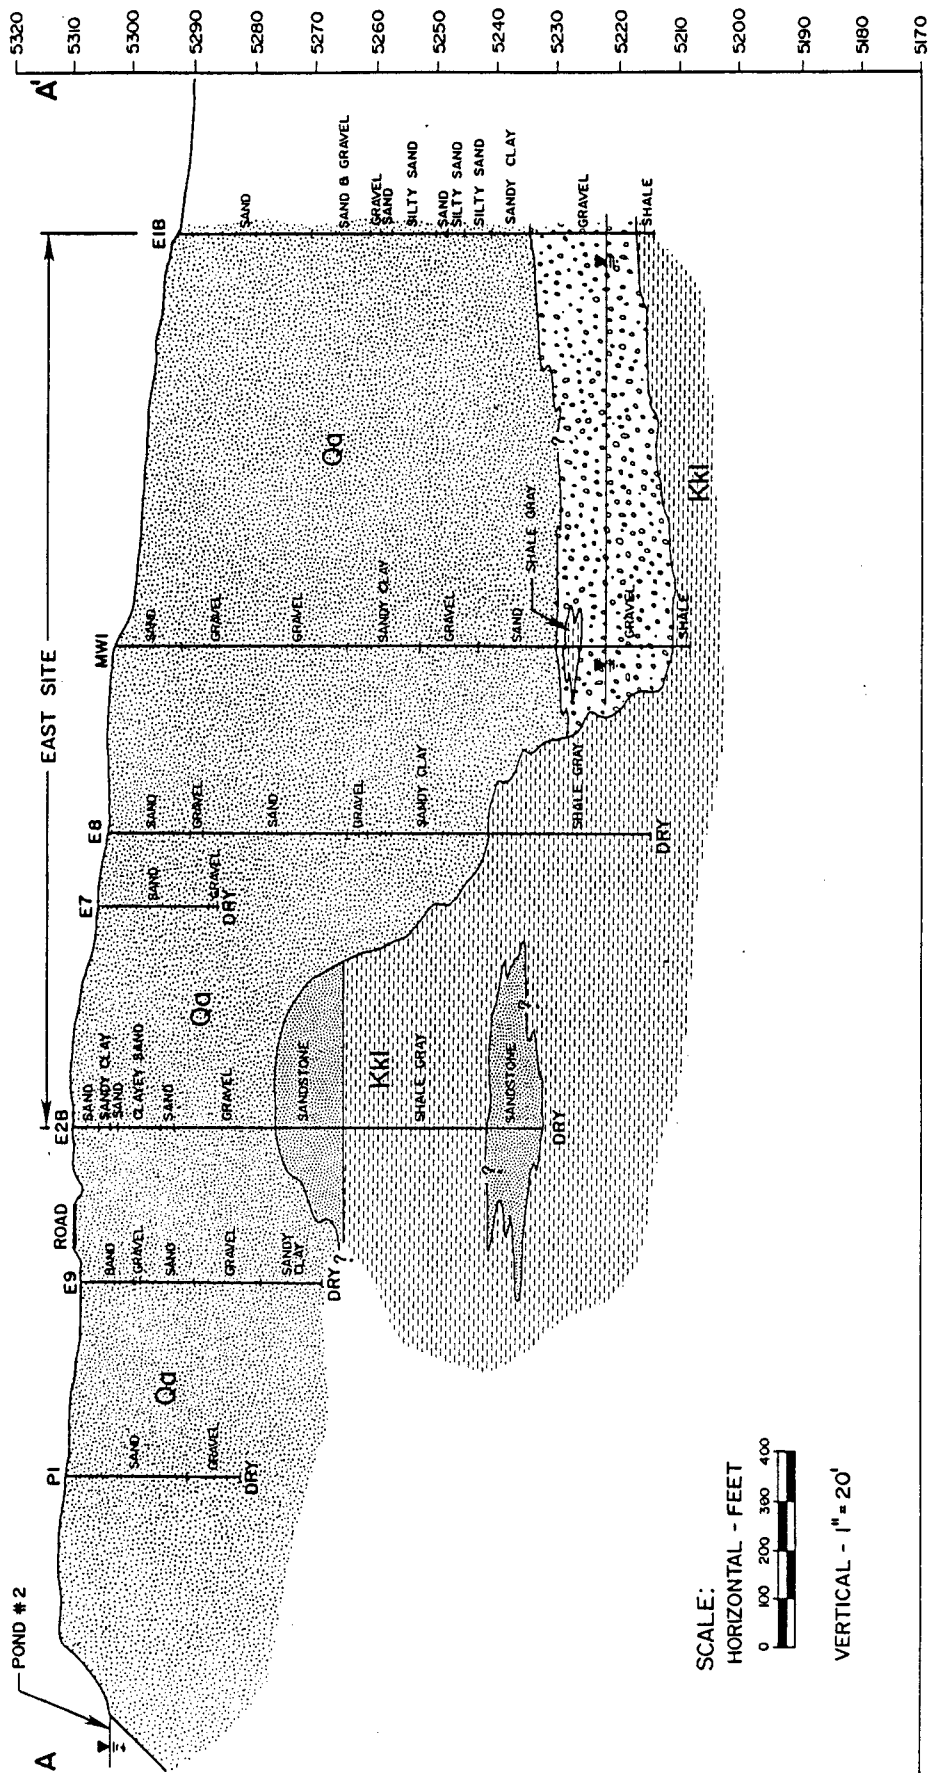 A
A'
POND #2
EAST SITE
P1
E9
ROAD
E2B
E7
E8
MW1
E1B
SAND
GRAVEL
DRY
Qa
BAND
GRAVEL
SAND
GRAVEL
SANDY
CLAY
DRY
?
SAND
SANDY CLAY
SAND
CLAYEY SAND
SAND
GRAVEL
SANDSTONE
SHALE GRAY
SANDSTONE
DRY
?
?
Qa
Kkl
SAND
GRAVEL
DRY
SAND
GRAVEL
SAND
GRAVEL
SANDY CLAY
SHALE GRAY
DRY
SAND
GRAVEL
GRAVEL
SANDY CLAY
GRAVEL
SAND
SHALE GRAY
GRAVEL
SHALE
Qa
?
Kkl
SAND
SAND & GRAVEL
GRAVEL
SAND
SILTY SAND
SAND
SILTY SAND
SILTY SAND
SANDY CLAY
GRAVEL
SHALE
5320
5310
5300
5290
5280
5270
5260
5250
5240
5230
5220
5210
5200
5190
5180
5170
SCALE:
HORIZONTAL - FEET
0 100 200 300 400
VERTICAL - 1" = 20'